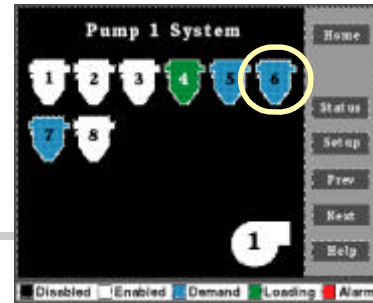 Pump 1 System
Home
1 2 3 4 5 6
Status
7 8
Setup
Prev
Next
1
Help
Disabled Enabled Demand Loading Alarm